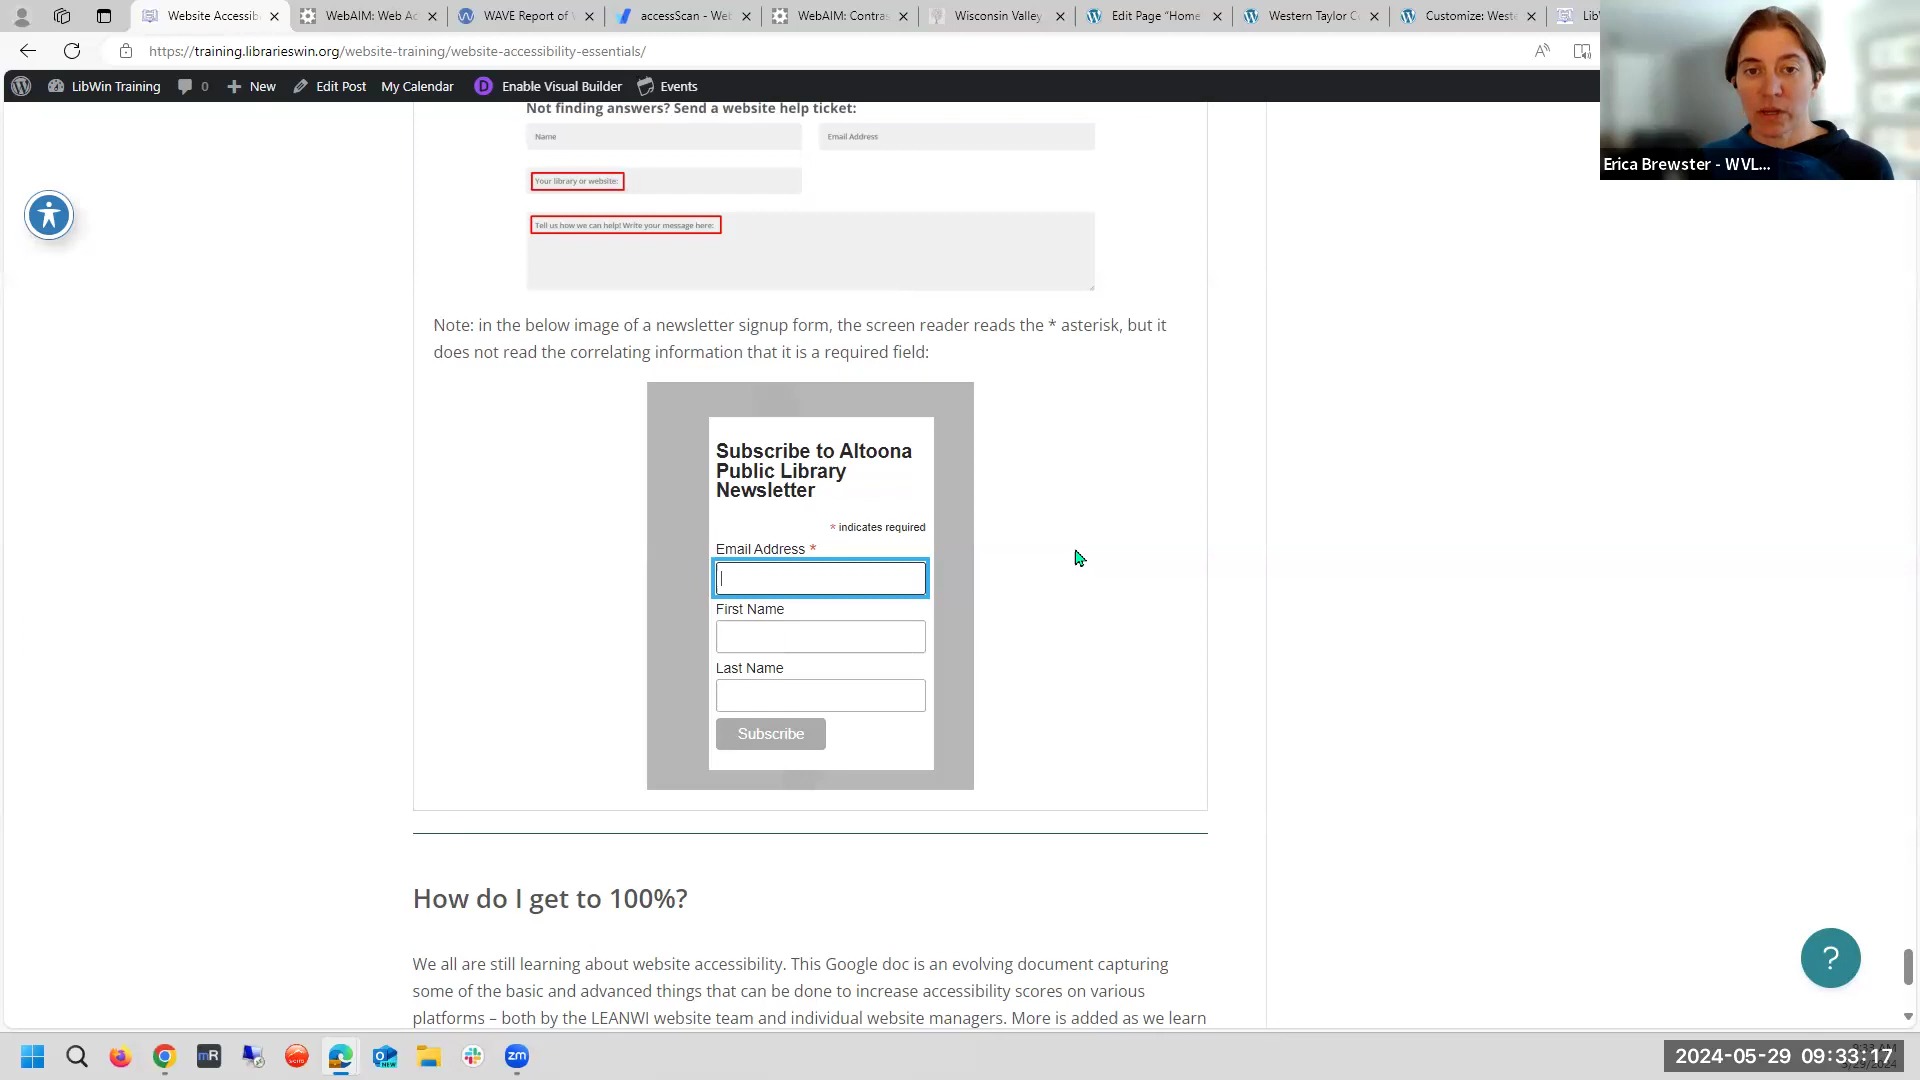 Website Accessib
WebAIM: Web Ac
WAVE Report of
accessScan - Web
WebAIM: Contras
Wisconsin Valley
Edit Page "Home
Western Taylor C
Customize: Weste
Lib
https://training.librarieswin.org/website-training/website-accessibility-essentials/
LibWin Training
0
New
Edit Post
My Calendar
D
Enable Visual Builder
Events
Erica Brewster - WVL...
Not finding answers? Send a website help ticket:
Name
Email Address
Your library or website:
Tell us how we can help! Write your message here:
Note: in the below image of a newsletter signup form, the screen reader reads the * asterisk, but it
does not read the correlating information that it is a required field:
Subscribe to Altoona
Public Library
Newsletter
* indicates required
Email Address *
First Name
Last Name
Subscribe
How do I get to 100%?
We all are still learning about website accessibility. This Google doc is an evolving document capturing
some of the basic and advanced things that can be done to increase accessibility scores on various
platforms – both by the LEANWI website team and individual website managers. More is added as we learn
?
mR
NEW
zm
2024-05-29 09:33:17